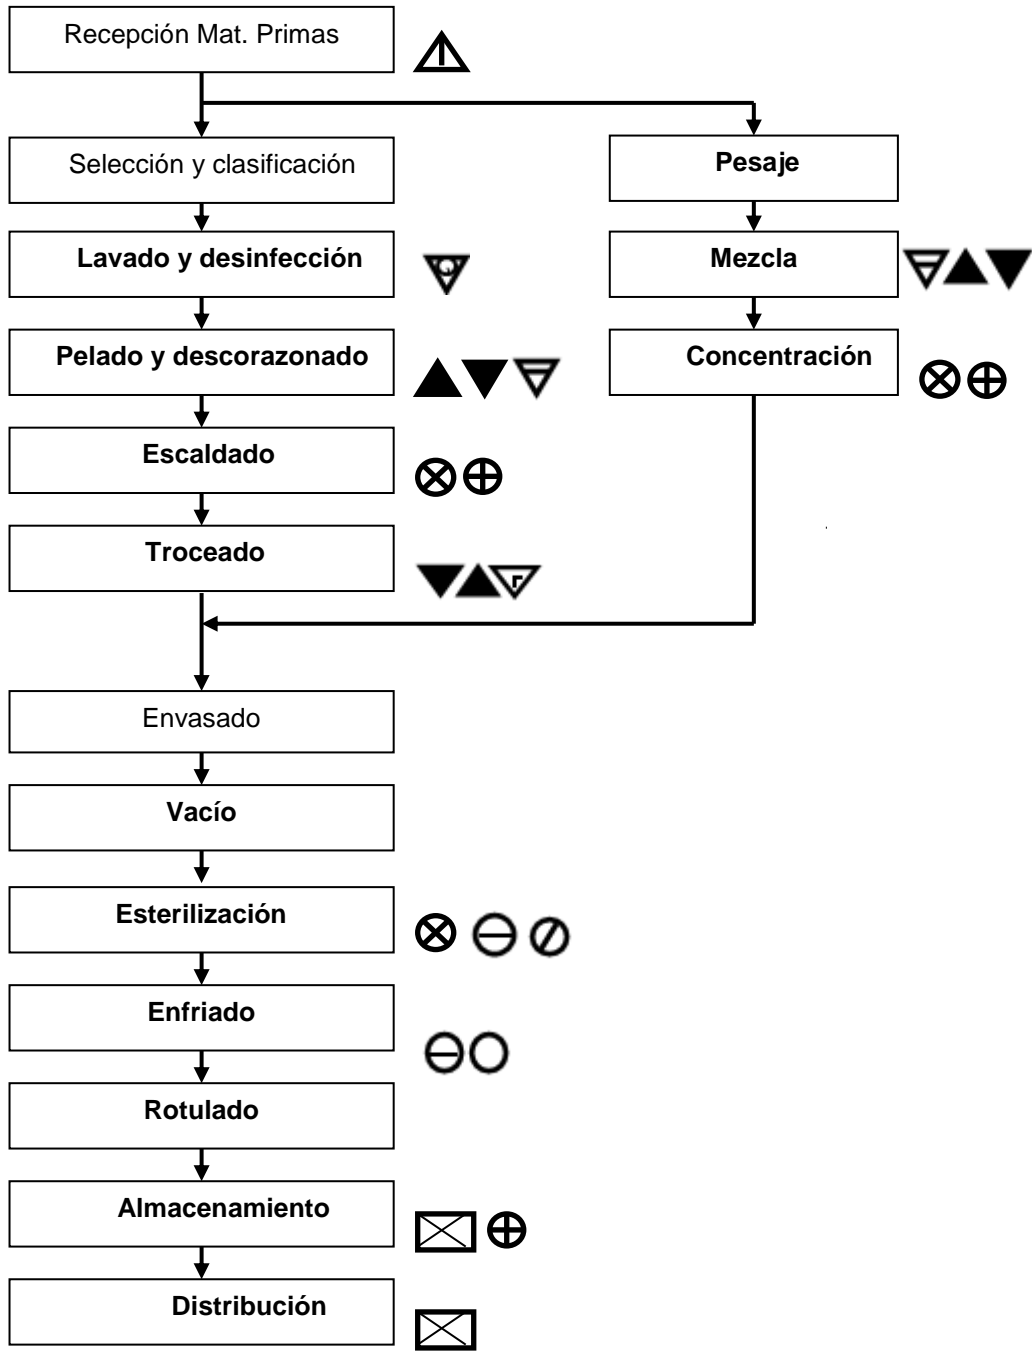 Recepción Mat. Primas
Selección y clasificación
Pesaje
Lavado y desinfección
Mezcla
Pelado y descorazonado
Concentración
Escaldado
Troceado
Envasado
Vacío
Esterilización
Enfriado
Rotulado
Almacenamiento
Distribución